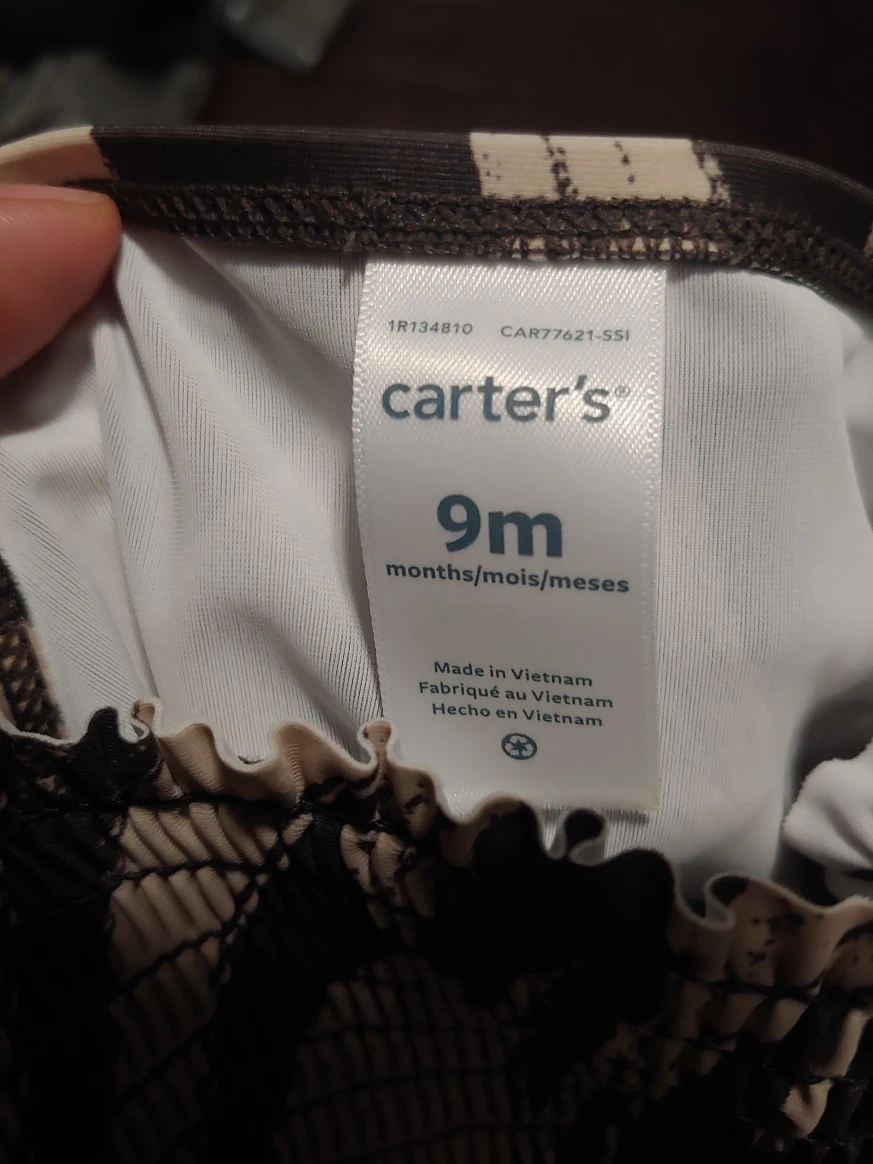 1R134810 CAR77621-SSI
carter's®
9m
months/mois/meses
Made in Vietnam
Fabriqué au Vietnam
Hecho en Vietnam